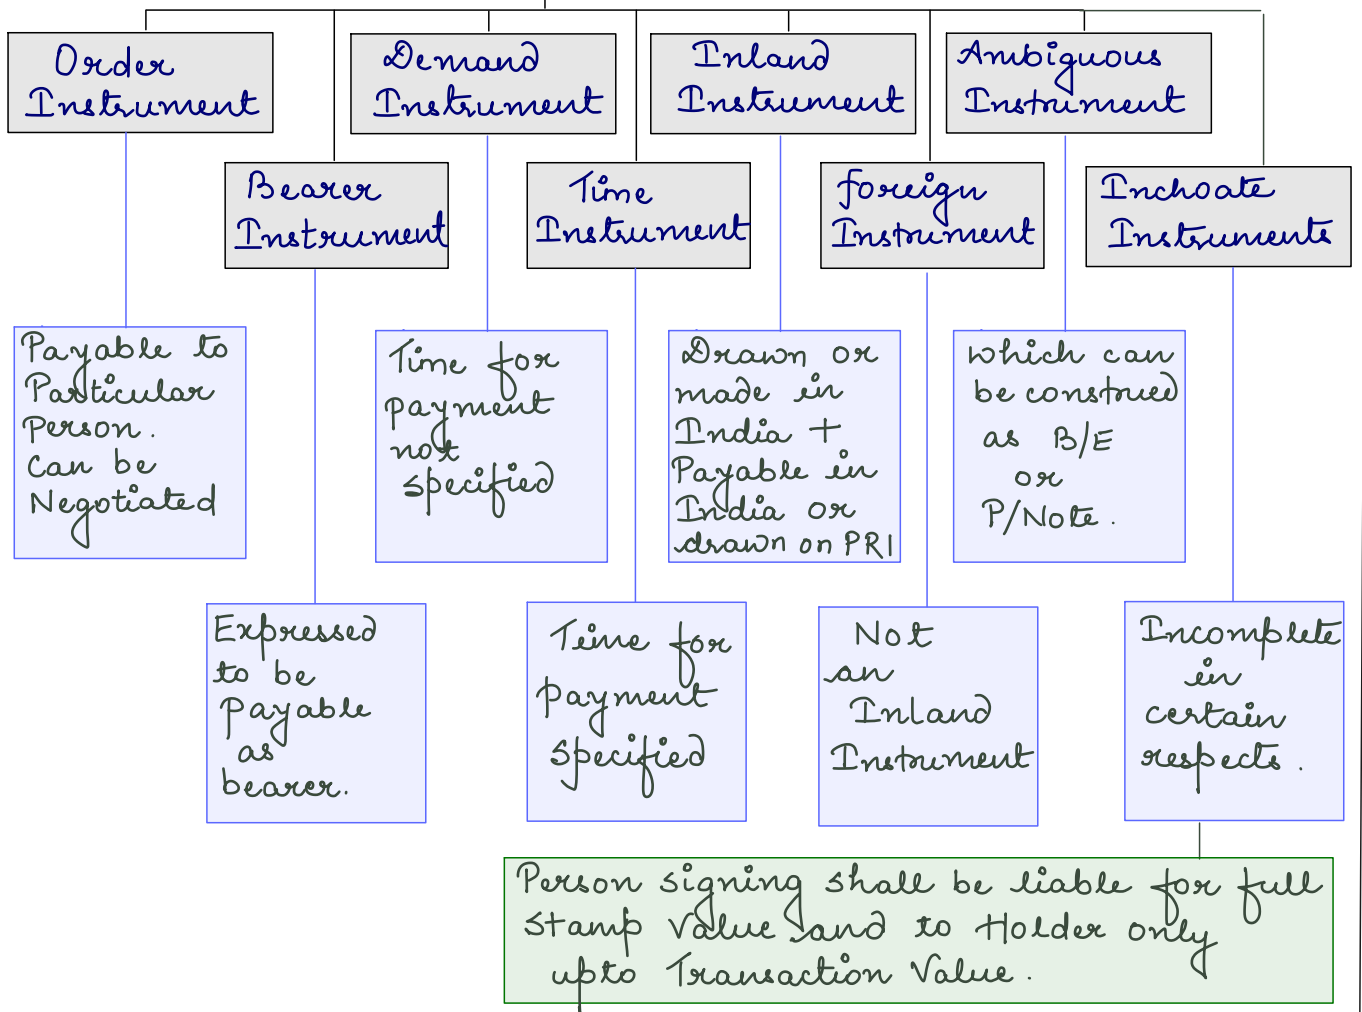 Order
Instrument
Demand
Instrument
Inland
Instrument
Ambiguous
Instrument
Bearer
Instrument
Time
Instrument
foreign
Instrument
Inchoate
Instruments
Payable to
Particular
Person.
Can be
Negotiated
Time for
payment
not
specified
Drawn or
made in
India +
Payable in
India or
drawn on PRI
which can
be construed
as B/E
or
P/Note.
Expressed
to be
payable
as
bearer.
Time for
payment
specified
Not
an
Inland
Instrument
Incomplete
in
certain
respects.
Person signing shall be liable for full
stamp value and to Holder only
upto Transaction Value.